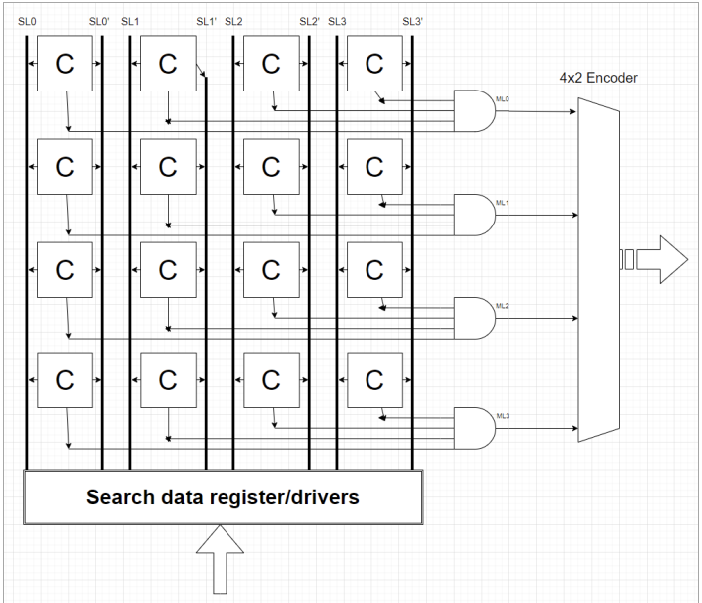 SL0 SL0' SL1 SL1' SL2 SL2' SL3 SL3'
C C C C
ML0
4x2 Encoder
C C C C
ML1
C C C C
ML2
C C C C
ML3
Search data register/drivers